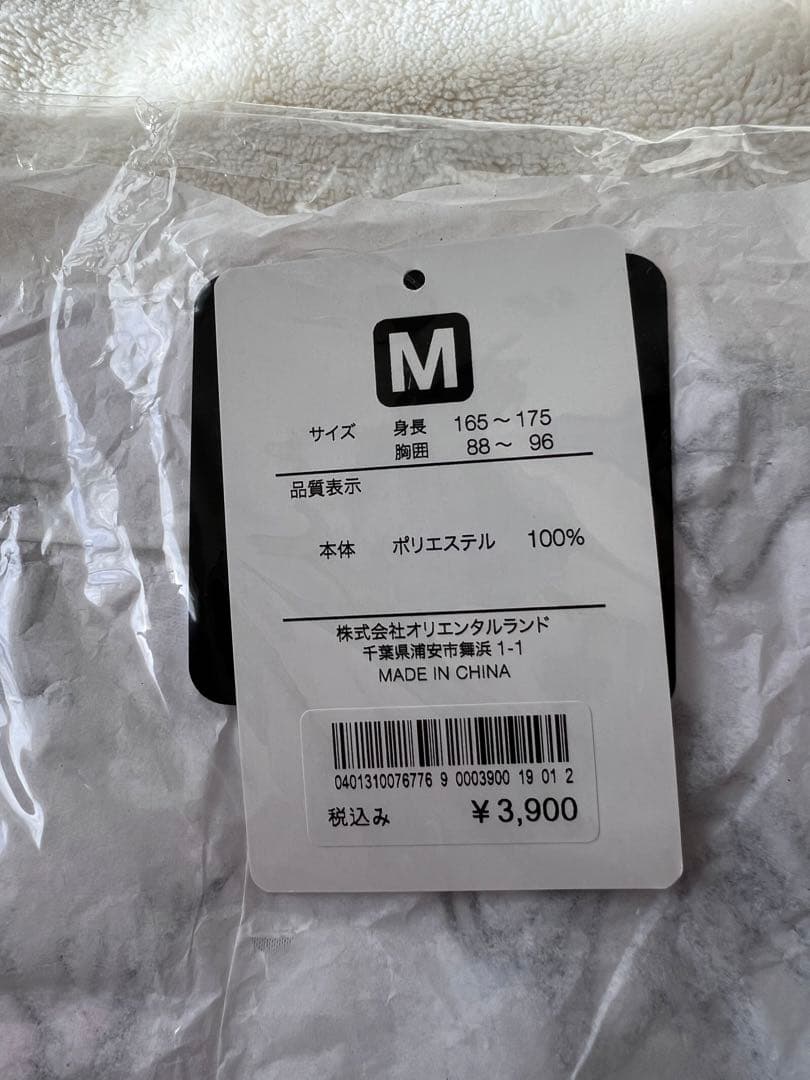 M
サイズ 身長 165～175
胸囲 88～ 96
品質表示
本体 ポリエステル 100%
株式会社オリエンタルランド
千葉県浦安市舞浜1-1
MADE IN CHINA
0401310076776 9 0003900 19 01 2
税込み ￥3,900